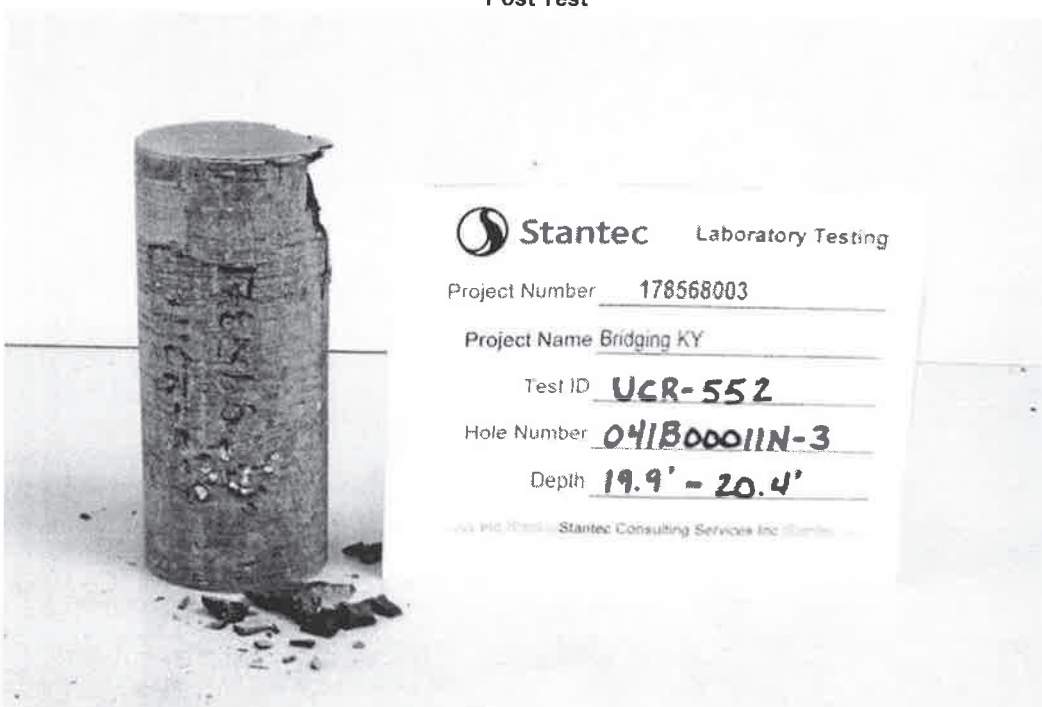 Post Test
Stantec Laboratory Testing
Project Number 178568003
Project Name Bridging KY
Test ID UCR-552
Hole Number 041B00011N-3
Depth 19.9' - 20.4'
Stantec Consulting Services Inc